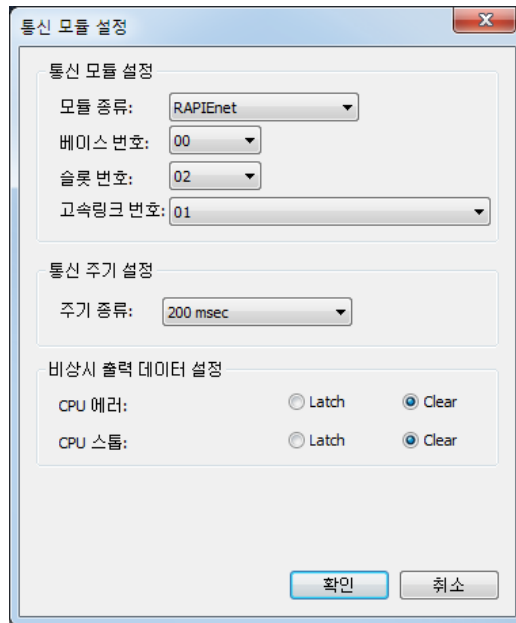 통신 모듈 설정
통신 모듈 설정
모듈 종류: RAPIEnet
베이스 번호: 00
슬롯 번호: 02
고속링크 번호: 01
통신 주기 설정
주기 종류: 200 msec
비상시 출력 데이터 설정
CPU 에러: Latch Clear
CPU 스톱: Latch Clear
확인 취소